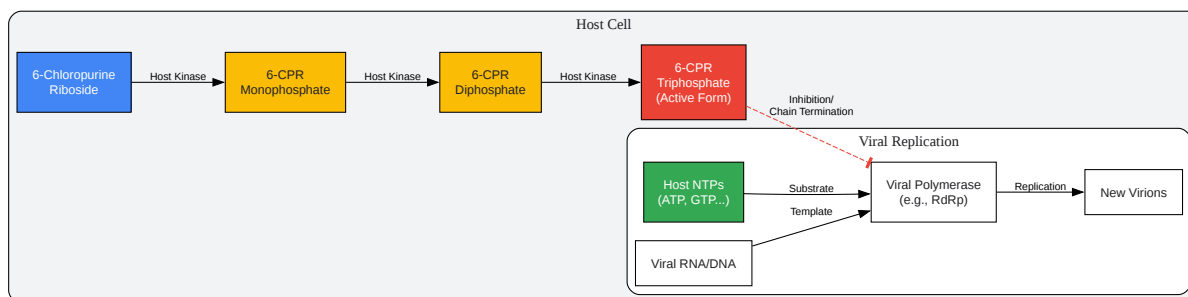 Host Cell
6-Chloropurine
Riboside
Host Kinase
6-CPR
Monophosphate
Host Kinase
6-CPR
Diphosphate
Host Kinase
6-CPR
Triphosphate
(Active Form)
Inhibition/
Chain Termination
Viral Replication
Host NTPs
(ATP, GTP...)
Substrate
Template
Viral RNA/DNA
Viral Polymerase
(e.g., RdRp)
Replication
New Virions